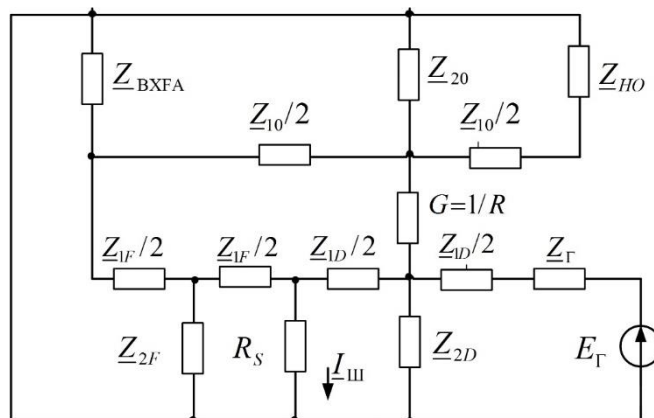 Z_ВХFA
Z_20
Z_HO
Z_10/2
Z_10/2
G=1/R
Z_1F/2
Z_1F/2
Z_1D/2
Z_1D/2
Z_Г
Z_2F
R_S
I_Ш
Z_2D
E_Г